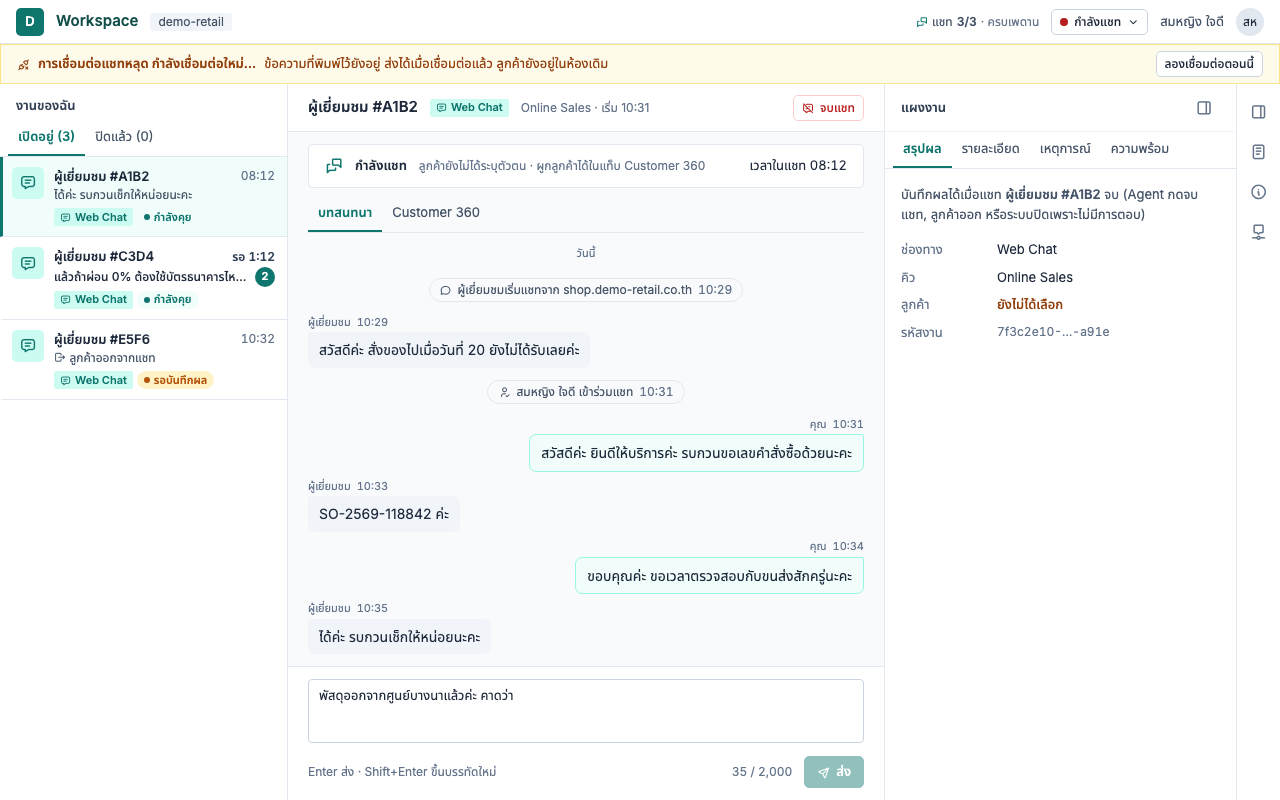 D Workspace demo-retail แชท 3/3 · ครบเพดาน กำลังแชท สมหญิง ใจดี สห
การเชื่อมต่อแชทหลุด กำลังเชื่อมต่อใหม่… ข้อความที่พิมพ์ไว้ยังอยู่ ส่งได้เมื่อเชื่อมต่อแล้ว ลูกค้ายังอยู่ในห้องเดิม ลองเชื่อมต่อตอนนี้
งานของฉัน
เปิดอยู่ (3) ปิดแล้ว (0)
ผู้เยี่ยมชม #A1B2 08:12
ได้ค่ะ รบกวนเช็กให้หน่อยนะคะ
Web Chat กำลังคุย
ผู้เยี่ยมชม #C3D4 รอ 1:12
แล้วถ้าผ่อน 0% ต้องใช้บัตรธนาคารไห… 2
Web Chat กำลังคุย
ผู้เยี่ยมชม #E5F6 10:32
ลูกค้าออกจากแชท
Web Chat รอบันทึกผล
ผู้เยี่ยมชม #A1B2 Web Chat Online Sales · เริ่ม 10:31 จบแชท
กำลังแชท ลูกค้ายังไม่ได้ระบุตัวตน · ผูกลูกค้าได้ในแท็บ Customer 360 เวลาในแชท 08:12
บทสนทนา Customer 360
วันนี้
ผู้เยี่ยมชมเริ่มแชทจาก shop.demo-retail.co.th 10:29
ผู้เยี่ยมชม 10:29
สวัสดีค่ะ สั่งของไปเมื่อวันที่ 20 ยังไม่ได้รับเลยค่ะ
สมหญิง ใจดี เข้าร่วมแชท 10:31
คุณ 10:31
สวัสดีค่ะ ยินดีให้บริการค่ะ รบกวนขอเลขคำสั่งซื้อด้วยนะคะ
ผู้เยี่ยมชม 10:33
SO-2569-118842 ค่ะ
คุณ 10:34
ขอบคุณค่ะ ขอเวลาตรวจสอบกับขนส่งสักครู่นะคะ
ผู้เยี่ยมชม 10:35
ได้ค่ะ รบกวนเช็กให้หน่อยนะคะ
พัสดุออกจากศูนย์บางนาแล้วค่ะ คาดว่า
Enter ส่ง · Shift+Enter ขึ้นบรรทัดใหม่ 35 / 2,000 ส่ง
แผงงาน
สรุปผล รายละเอียด เหตุการณ์ ความพร้อม
บันทึกผลได้เมื่อแชท ผู้เยี่ยมชม #A1B2 จบ (Agent กดจบ
แชท, ลูกค้าออก หรือระบบปิดเพราะไม่มีการตอบ)
ช่องทาง Web Chat
คิว Online Sales
ลูกค้า ยังไม่ได้เลือก
รหัสงาน 7f3c2e10-…-a91e